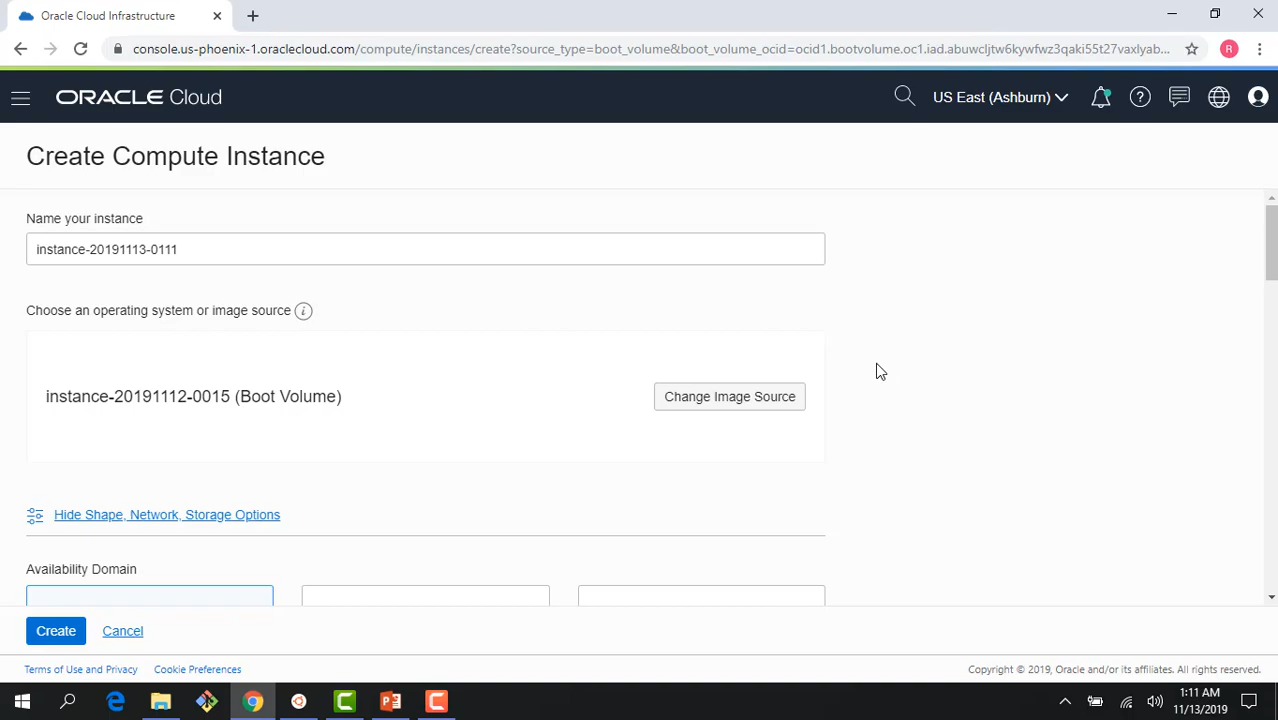 Oracle Cloud Infrastructure
console.us-phoenix-1.oraclecloud.com/compute/instances/create?source_type=boot_volume&boot_volume_ocid=ocid1.bootvolume.oc1.iad.abuwcljtw6kywfwz3qaki55t27vaxlyab...
R
ORACLE Cloud
US East (Ashburn)
Create Compute Instance
Name your instance
instance-20191113-0111
Choose an operating system or image source
instance-20191112-0015 (Boot Volume)
Change Image Source
Hide Shape, Network, Storage Options
Availability Domain
Create
Cancel
Terms of Use and Privacy
Cookie Preferences
Copyright © 2019, Oracle and/or its affiliates. All rights reserved.
1:11 AM
11/13/2019